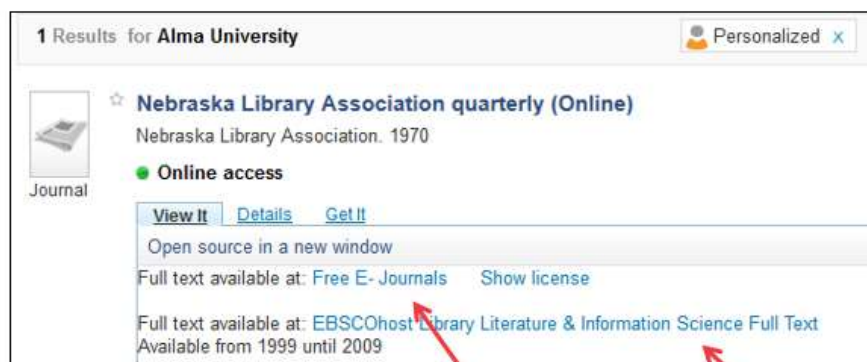 1 Results for Alma University
Personalized x
Nebraska Library Association quarterly (Online)
Nebraska Library Association. 1970
Online access
Journal
View It Details Get It
Open source in a new window
Full text available at: Free E- Journals Show license
Full text available at: EBSCOhost Library Literature & Information Science Full Text
Available from 1999 until 2009